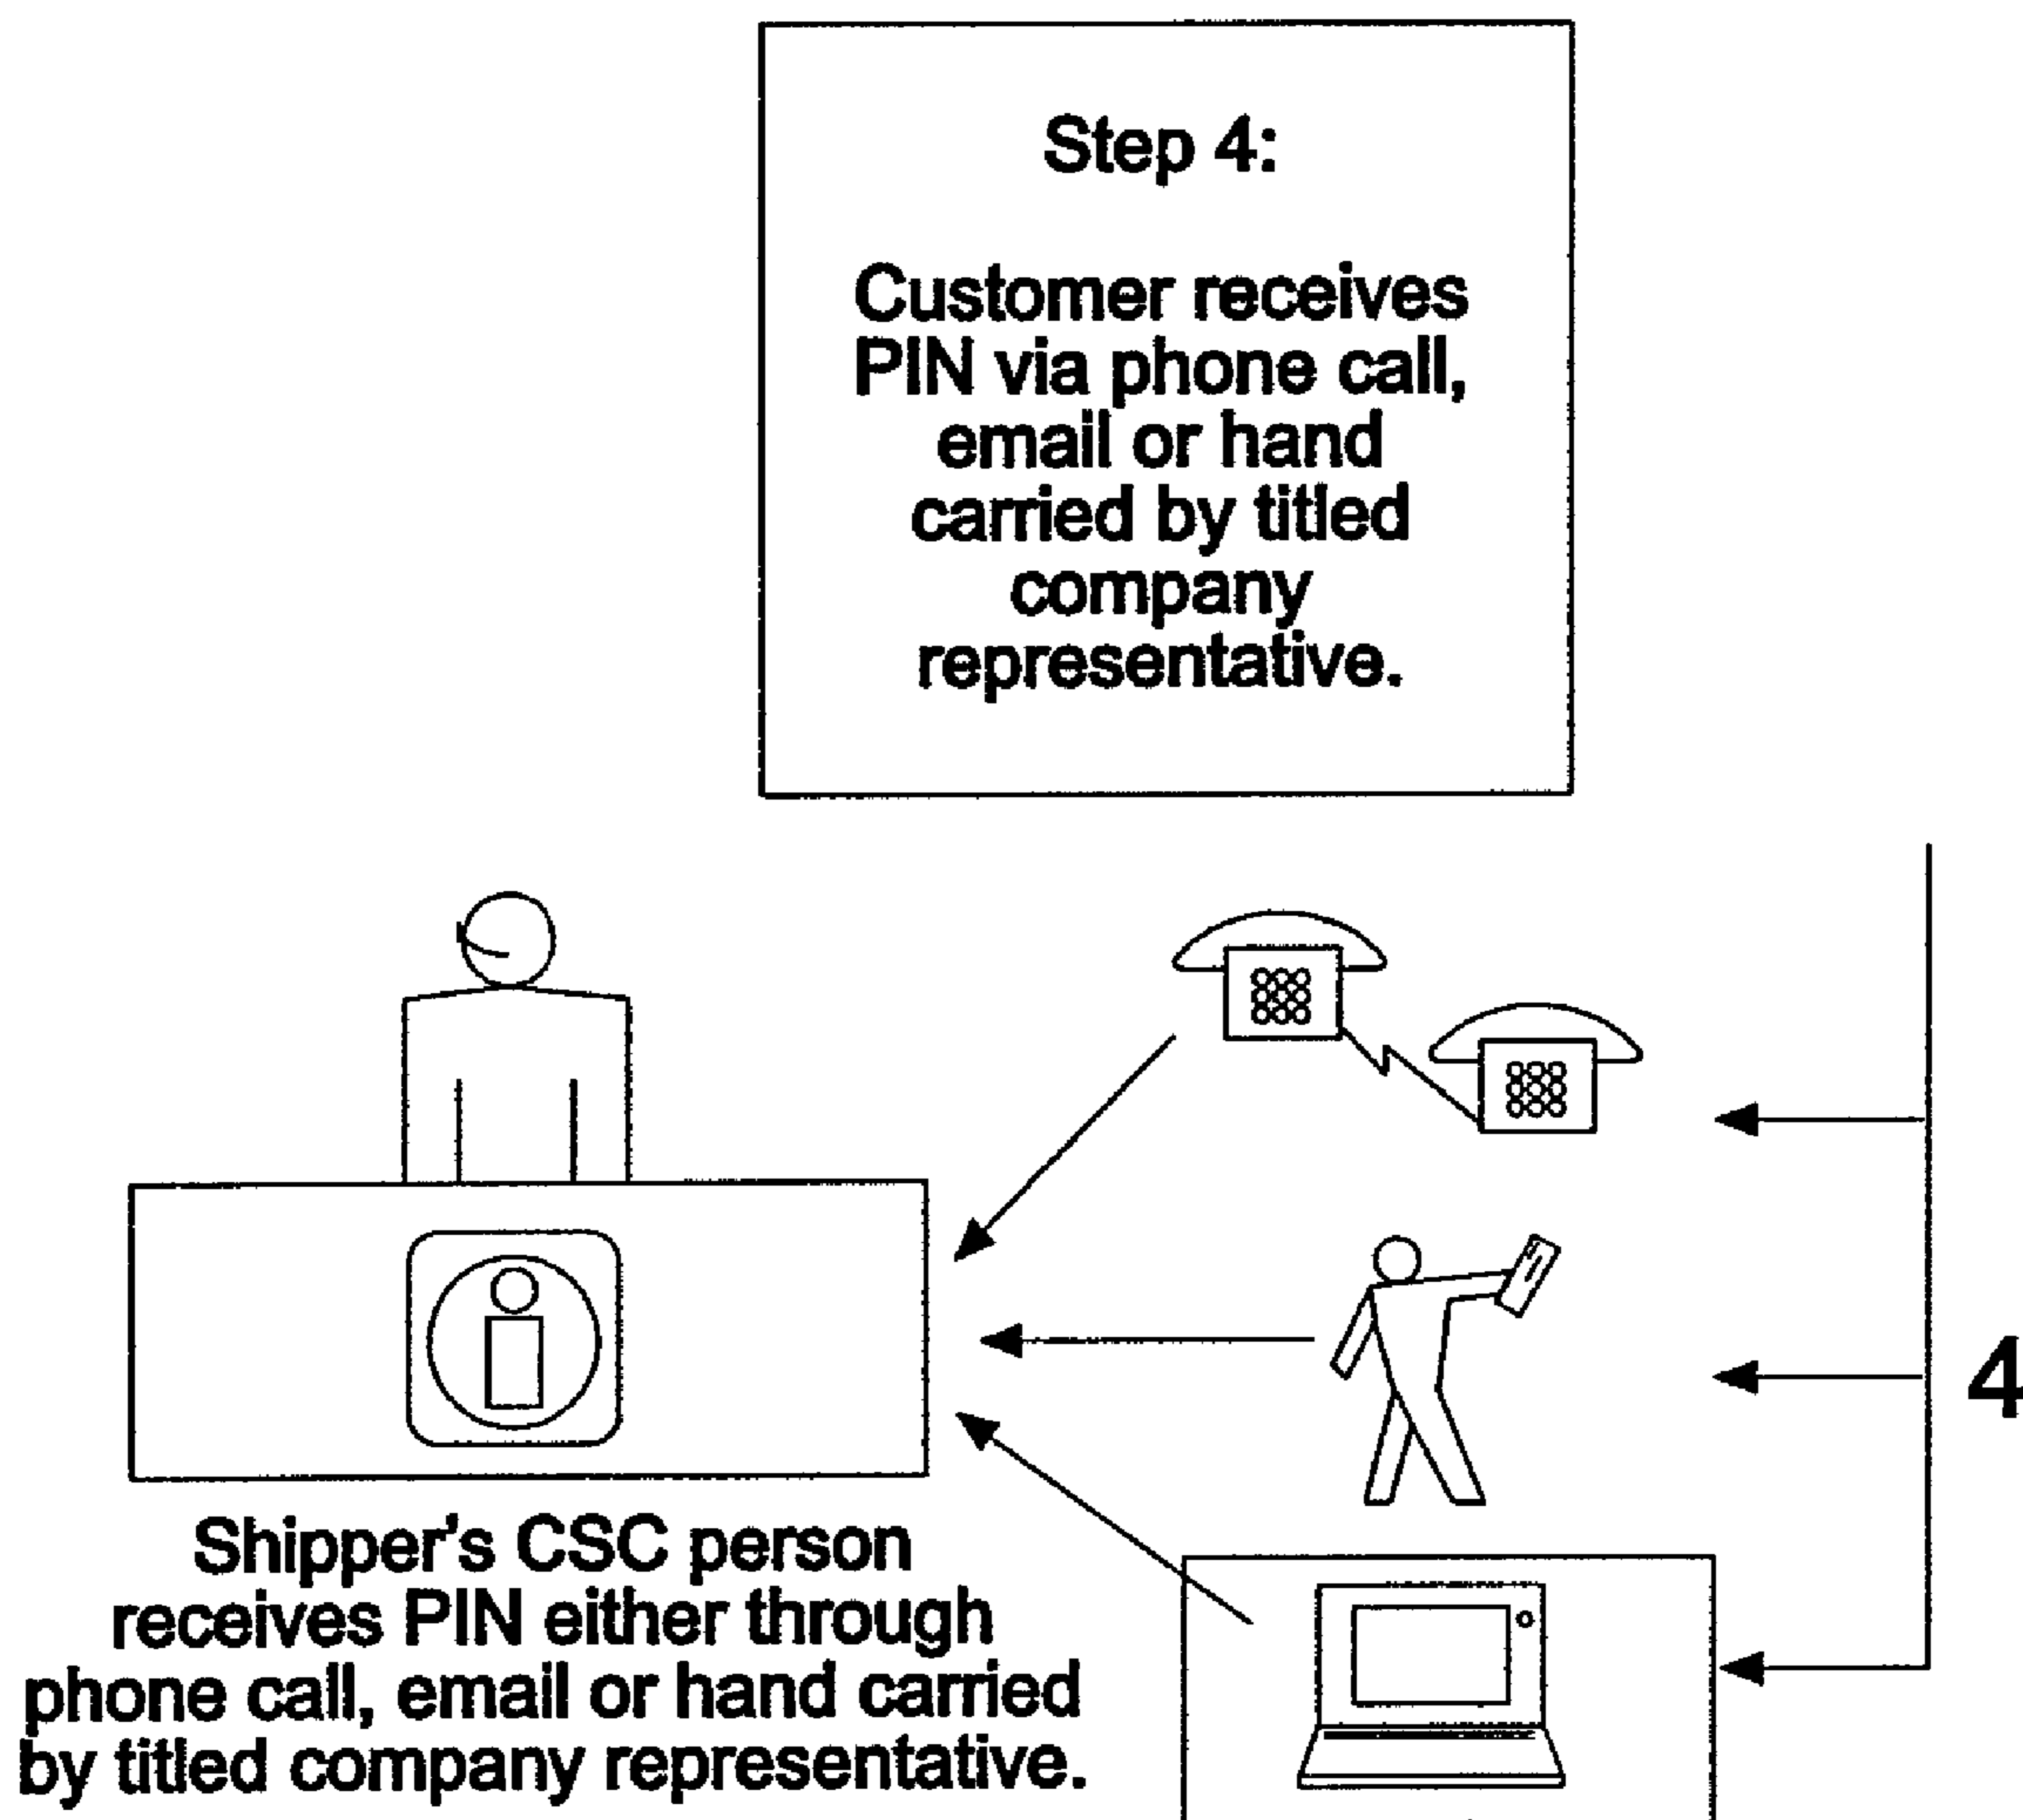 Step 4:
Customer receives
PIN via phone call,
email or hand
carried by titled
company
representative.
4
Shipper's CSC person
receives PIN either through
phone call, email or hand carried
by titled company representative.